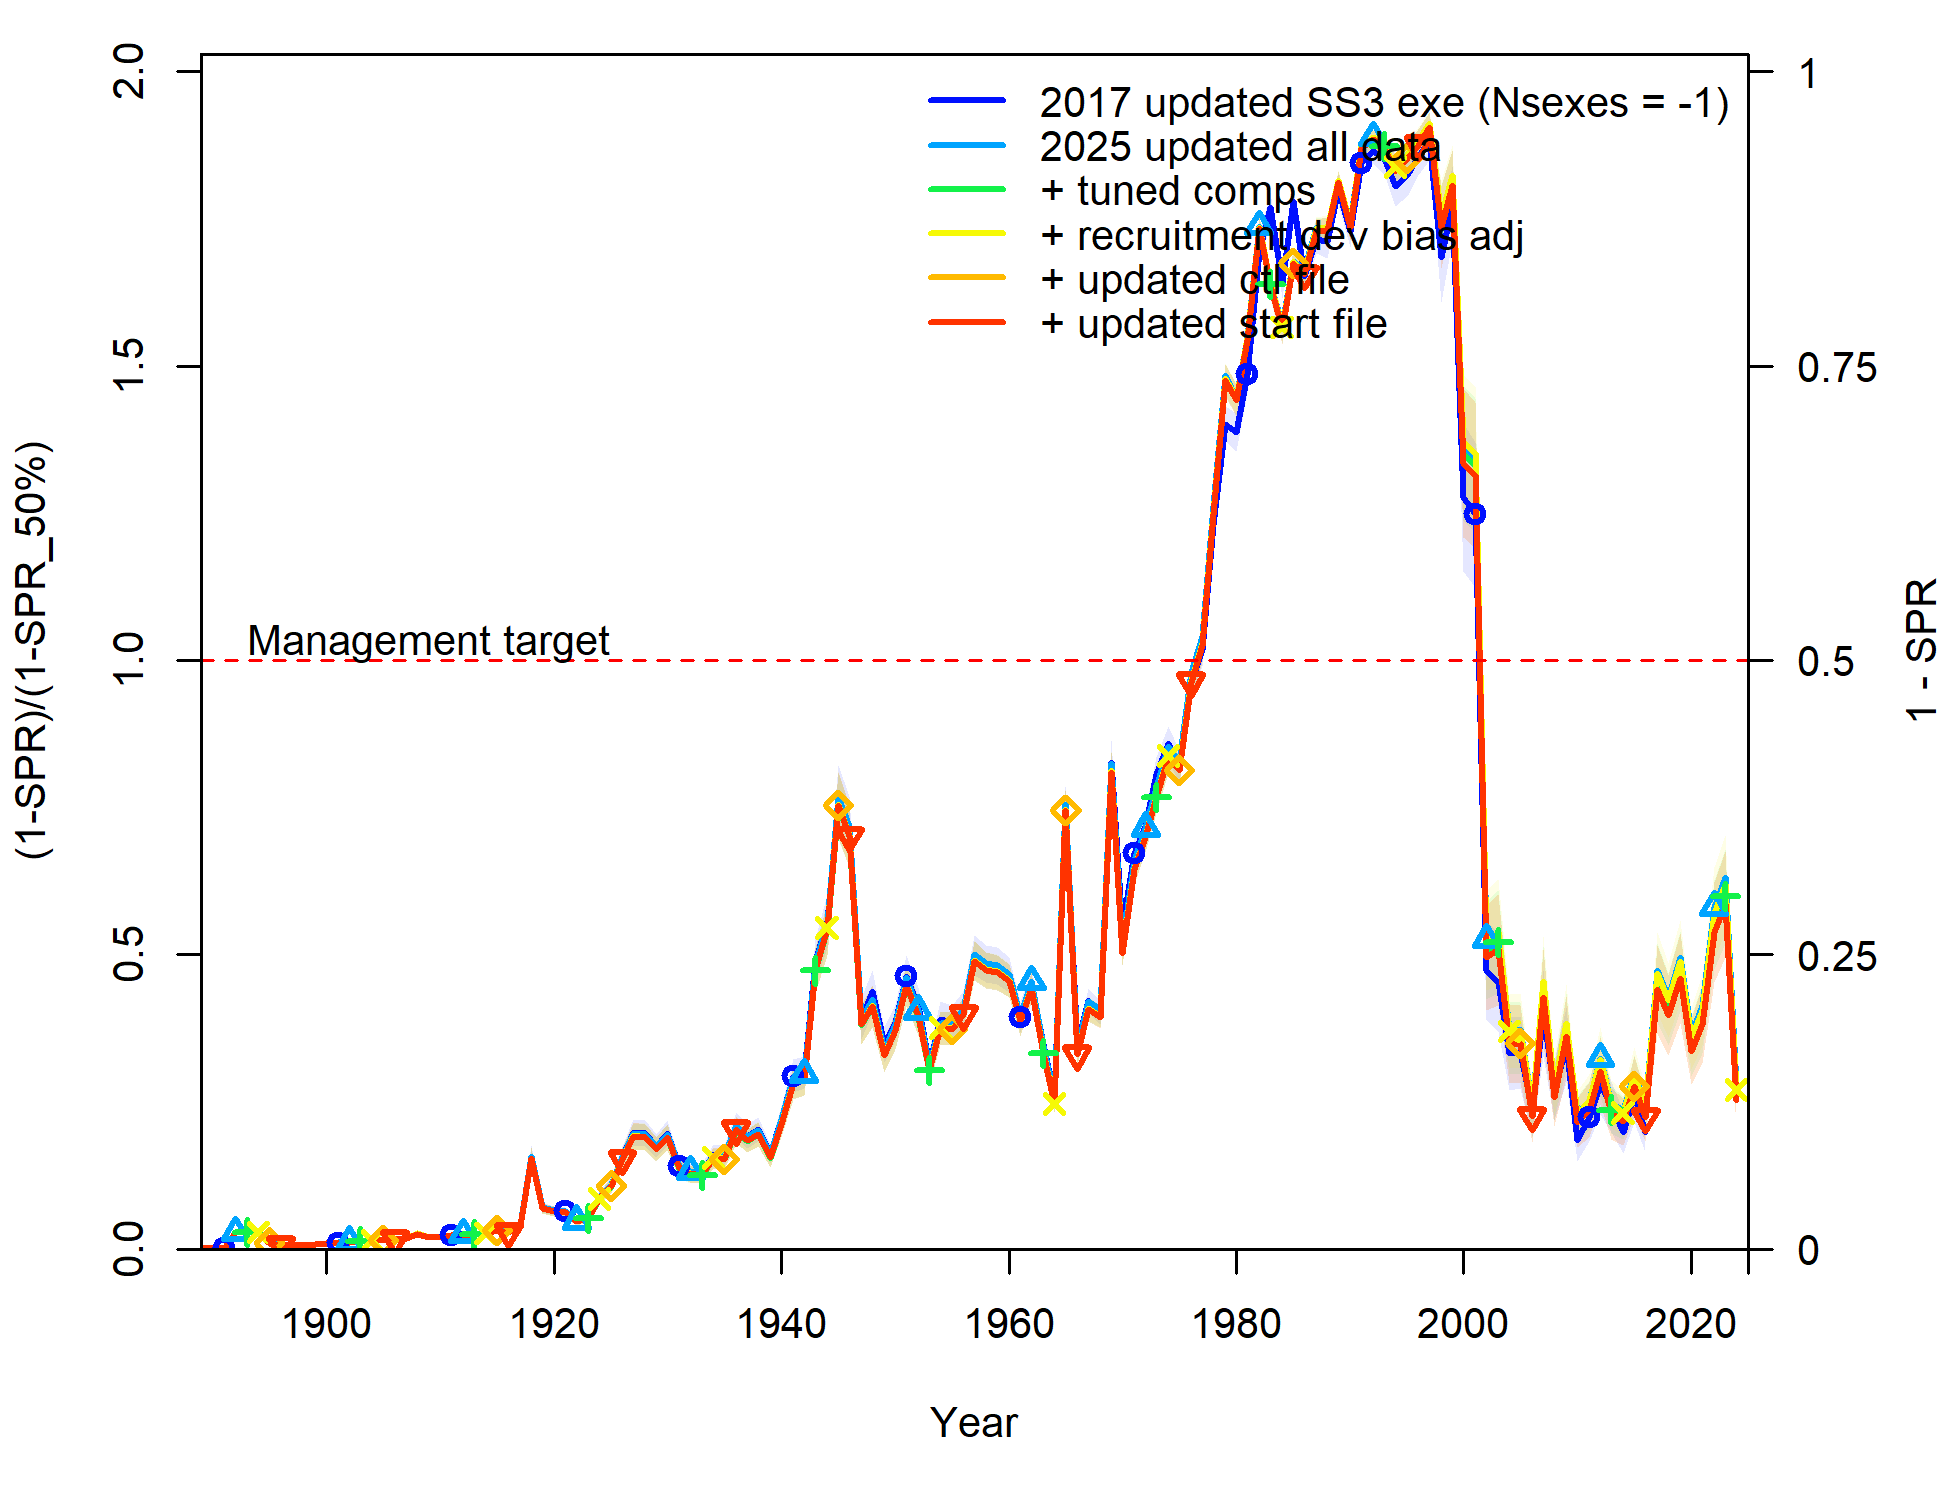 2017 updated SS3 exe (Nsexes = -1)
2025 updated all data
+ tuned comps
+ recruitment dev bias adj
+ updated ctl file
+ updated start file
Management target
(1-SPR)/(1-SPR_50%)
0.0
0.5
1.0
1.5
2.0
1 - SPR
1
0.75
0.5
0.25
0
1900
1920
1940
1960
1980
2000
2020
Year